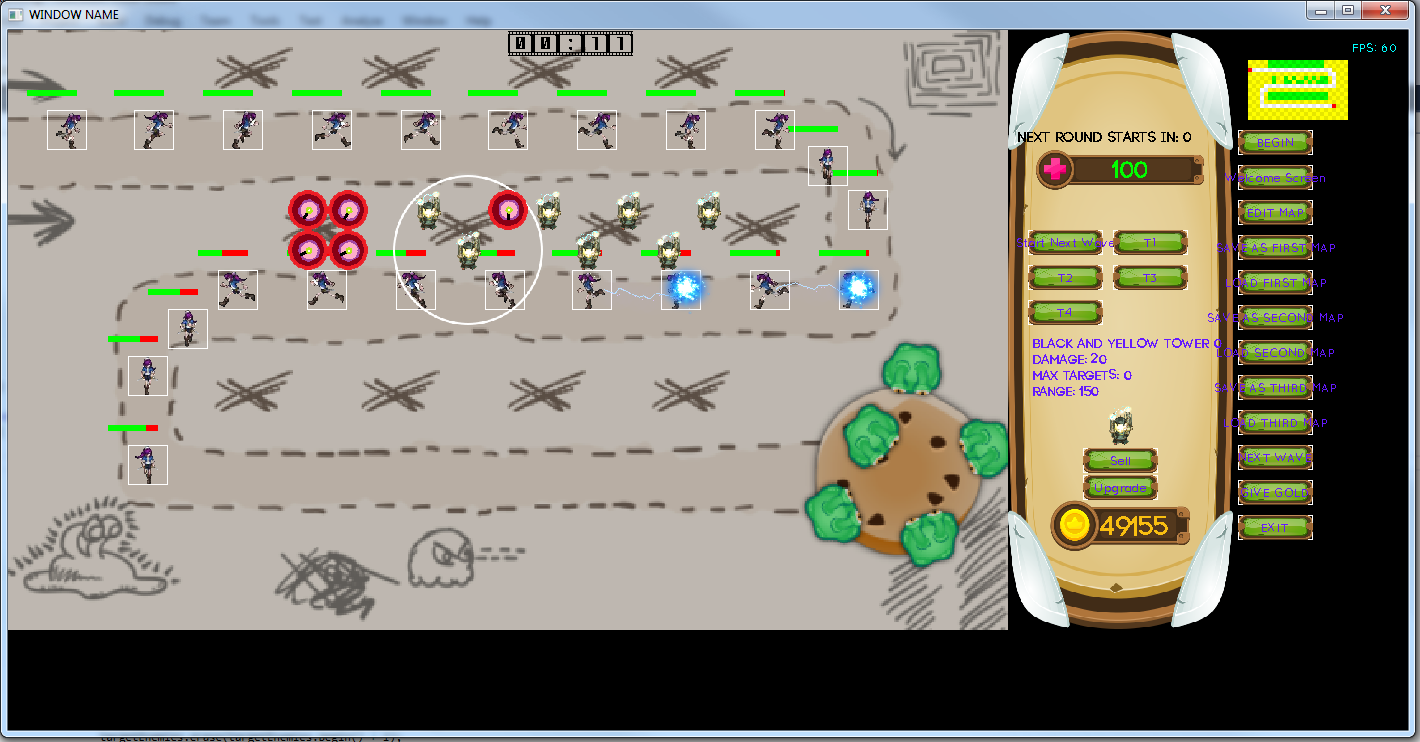 WINDOW NAME
00:11
FPS: 60
NEXT ROUND STARTS IN: 0
100
BEGIN
Welcome Screen
EDIT MAP
Start Next Wave
T1
SAVE AS FIRST MAP
T2
T3
LOAD FIRST MAP
T4
SAVE AS SECOND MAP
BLACK AND YELLOW TOWER 0
LOAD SECOND MAP
DAMAGE: 20
MAX TARGETS: 0
SAVE AS THIRD MAP
RANGE: 150
LOAD THIRD MAP
Sell
NEXT WAVE
Upgrade
GIVE GOLD
49155
EXIT